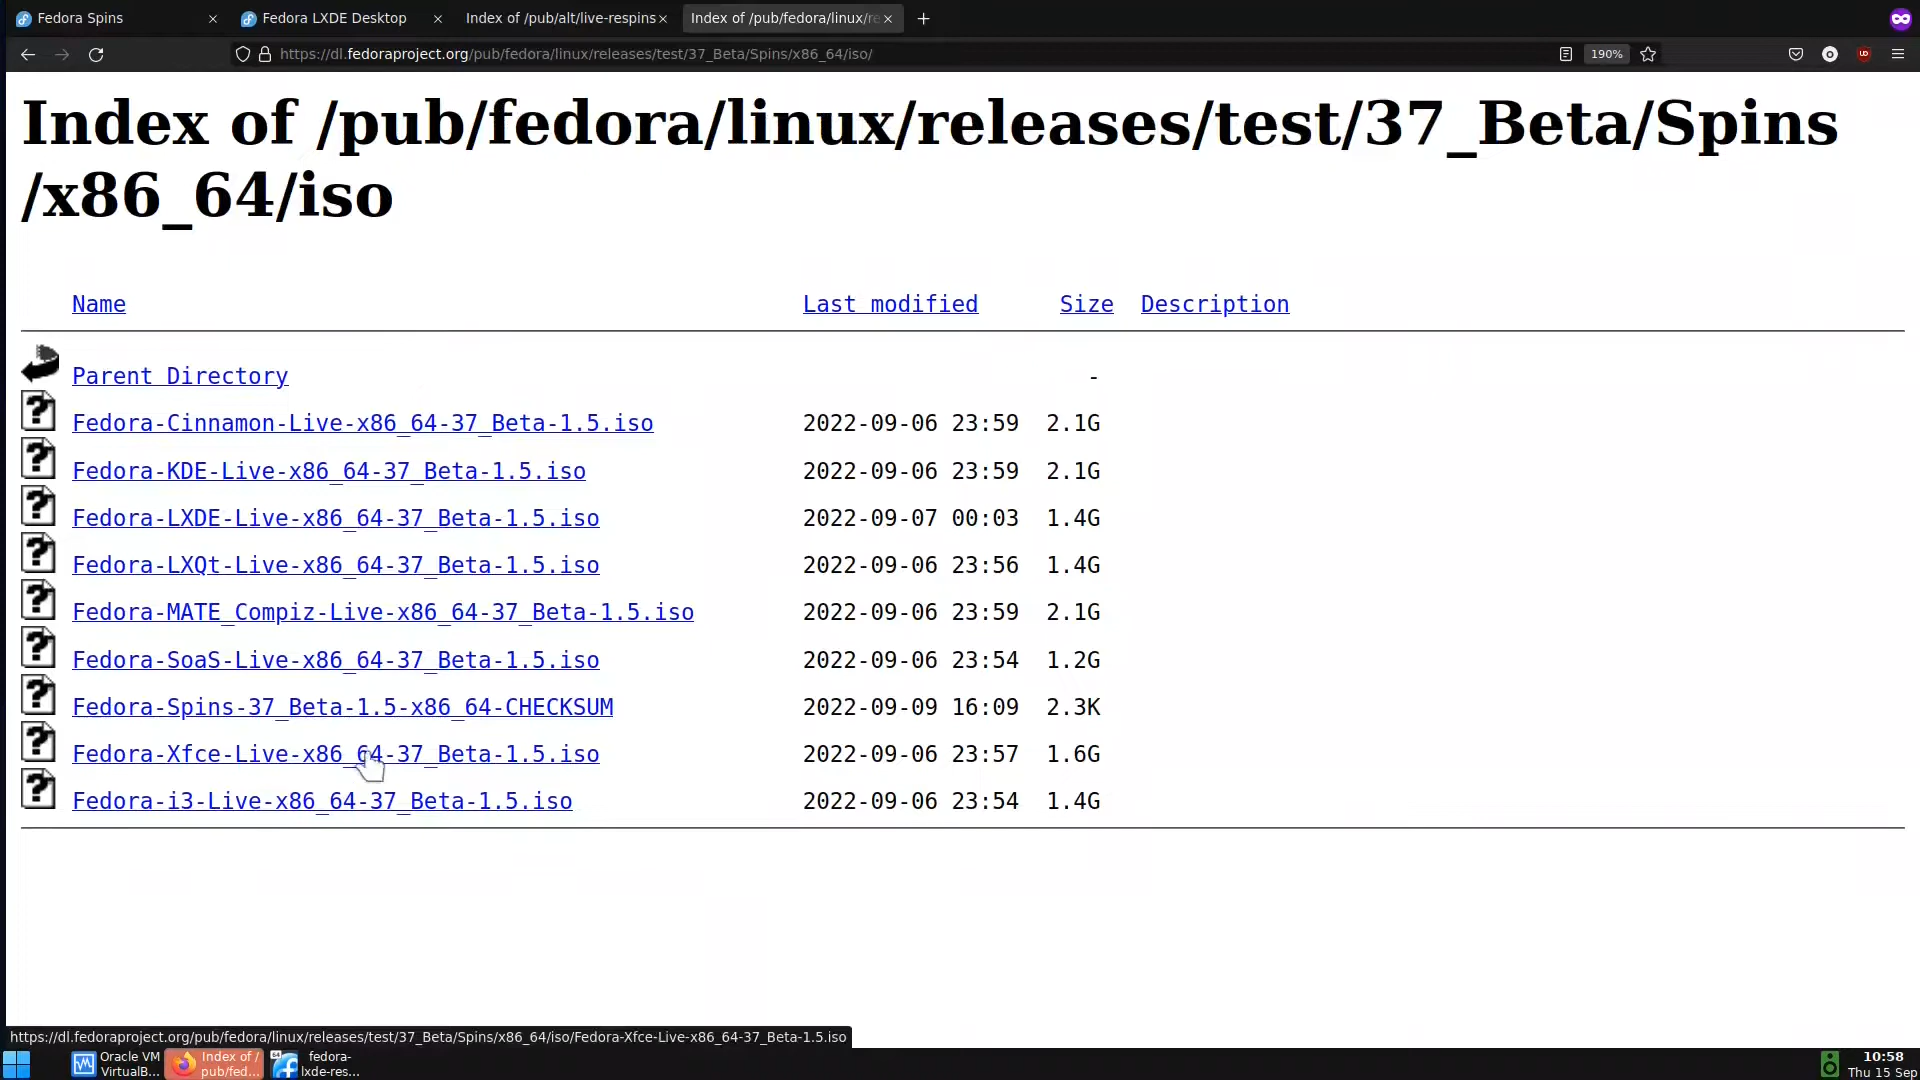 Fedora Spins
Fedora LXDE Desktop
Index of /pub/alt/live-respins
Index of /pub/fedora/linux/re
https://dl.fedoraproject.org/pub/fedora/linux/releases/test/37_Beta/Spins/x86_64/iso/
190%
Index of /pub/fedora/linux/releases/test/37_Beta/Spins
/x86_64/iso
Name Last modified Size Description
Parent Directory -
Fedora-Cinnamon-Live-x86_64-37_Beta-1.5.iso 2022-09-06 23:59 2.1G
Fedora-KDE-Live-x86_64-37_Beta-1.5.iso 2022-09-06 23:59 2.1G
Fedora-LXDE-Live-x86_64-37_Beta-1.5.iso 2022-09-07 00:03 1.4G
Fedora-LXQt-Live-x86_64-37_Beta-1.5.iso 2022-09-06 23:56 1.4G
Fedora-MATE_Compiz-Live-x86_64-37_Beta-1.5.iso 2022-09-06 23:59 2.1G
Fedora-SoaS-Live-x86_64-37_Beta-1.5.iso 2022-09-06 23:54 1.2G
Fedora-Spins-37_Beta-1.5-x86_64-CHECKSUM 2022-09-09 16:09 2.3K
Fedora-Xfce-Live-x86_64-37_Beta-1.5.iso 2022-09-06 23:57 1.6G
Fedora-i3-Live-x86_64-37_Beta-1.5.iso 2022-09-06 23:54 1.4G
https://dl.fedoraproject.org/pub/fedora/linux/releases/test/37_Beta/Spins/x86_64/iso/Fedora-Xfce-Live-x86_64-37_Beta-1.5.iso
Oracle VM
VirtualB...
Index of /
pub/fed...
fedora-
lxde-res...
10:58
Thu 15 Sep